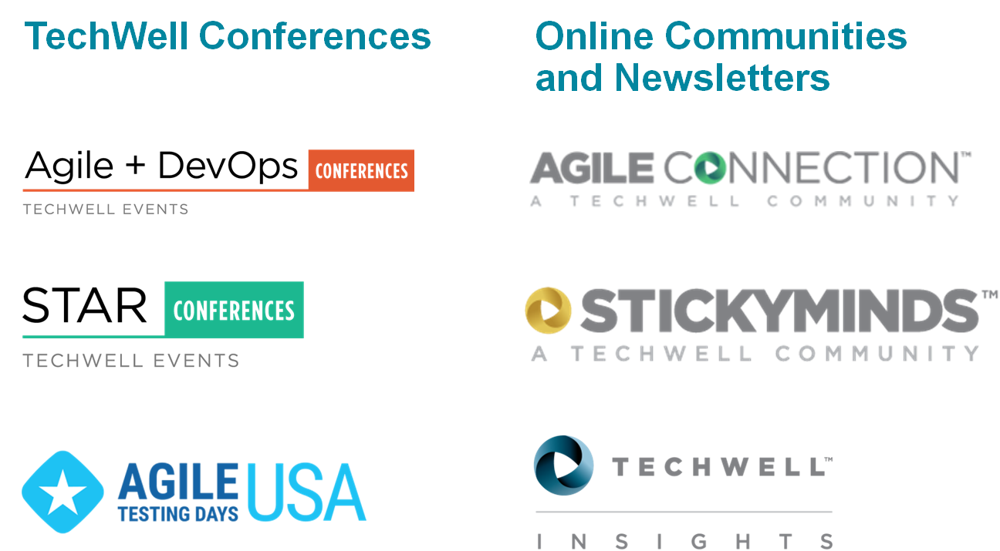 TechWell Conferences
Agile + DevOps CONFERENCES
TECHWELL EVENTS
STAR CONFERENCES
TECHWELL EVENTS
AGILE USA
TESTING DAYS
Online Communities
and Newsletters
AGILE CONNECTION™
A TECHWELL COMMUNITY
STICKYMINDS™
A TECHWELL COMMUNITY
TECHWELL™
INSIGHTS